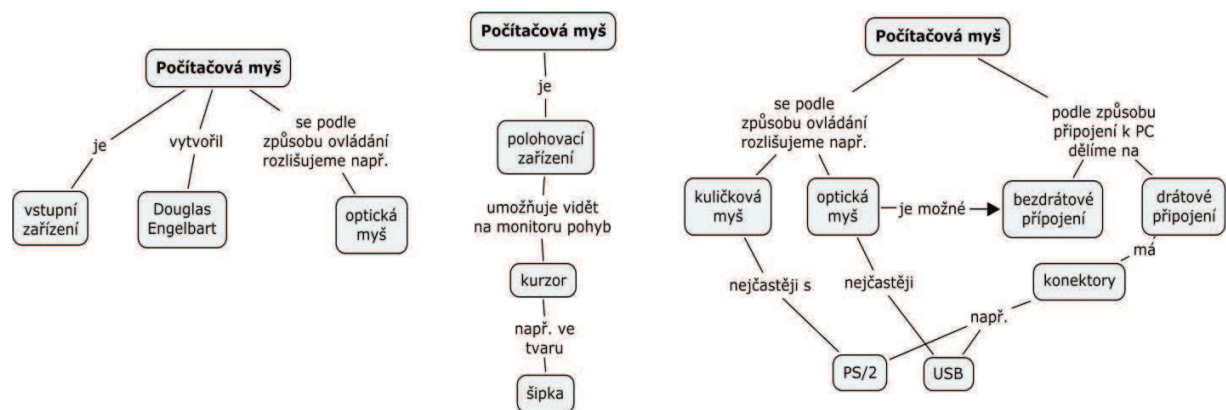 Počítačová myš
je
vytvořil
se podle
způsobu ovládání
rozlišujeme např.
vstupní
zařízení
Douglas
Engelbart
optická
myš
Počítačová myš
je
polohovací
zařízení
umožňuje vidět
na monitoru pohyb
kurzor
např. ve
tvaru
šipka
Počítačová myš
se podle
způsobu ovládání
rozlišujeme např.
podle způsobu
připojení k PC
dělíme na
kuličková
myš
optická
myš
je možné
bezdrátové
přípojení
drátové
připojení
má
konektory
nejčastěji s
nejčastěji
např.
PS/2
USB